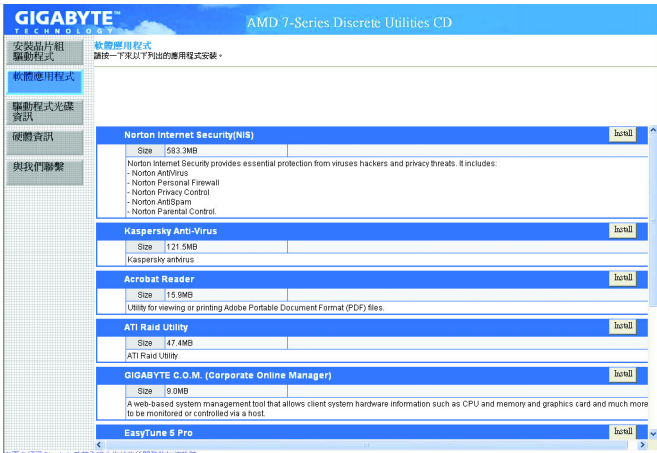 GIGABYTE™
TECHNOLOGY
AMD 7-Series Discrete Utilities CD
安裝晶片組
驅動程式
軟體應用程式
驅動程式光碟
資訊
硬體資訊
與我們聯繫
軟體應用程式
請按一下來以下列出的應用程式安裝。
Norton Internet Security(NIS)
Install
Size 583.3MB
Norton Internet Security provides essential protection from viruses hackers and privacy threats. It includes:
- Norton AntiVirus
- Norton Personal Firewall
- Norton Privacy Control
- Norton AntiSpam
- Norton Parental Control.
Kaspersky Anti-Virus
Install
Size 121.5MB
Kaspersky antivirus
Acrobat Reader
Install
Size 15.9MB
Utility for viewing or printing Adobe Portable Document Format (PDF) files.
ATI Raid Utility
Install
Size 47.4MB
ATI Raid Utility
GIGABYTE C.O.M. (Corporate Online Manager)
Install
Size 9.0MB
A web-based system management tool that allows client system hardware information such as CPU and memory and graphics card and much more
to be monitored or controlled via a host.
EasyTune 5 Pro
Install